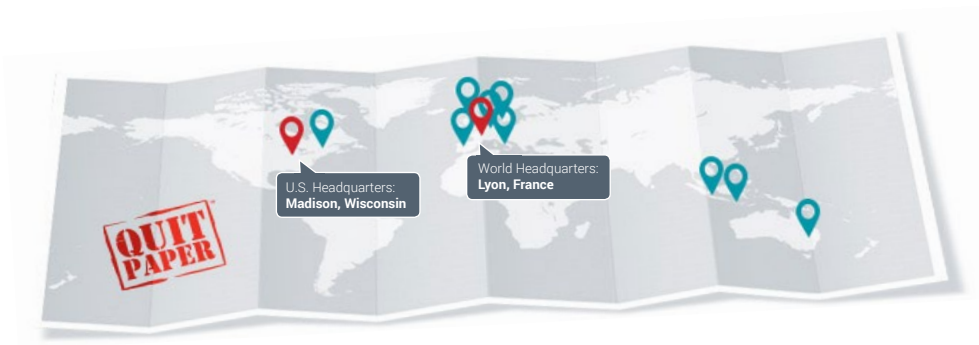 U.S. Headquarters:
Madison, Wisconsin
World Headquarters:
Lyon, France
QUIT
PAPER